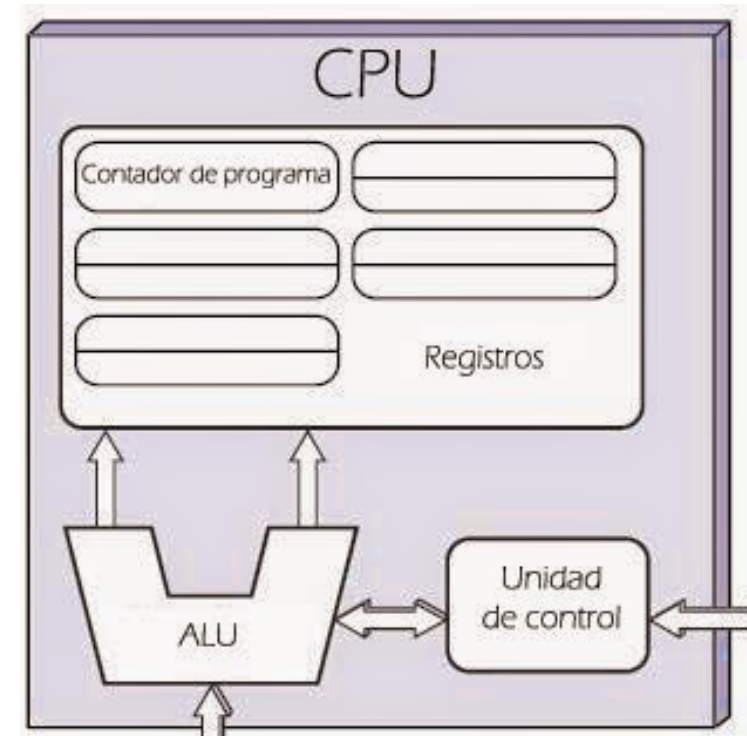 CPU
Contador de programa
Registros
ALU
Unidad
de control